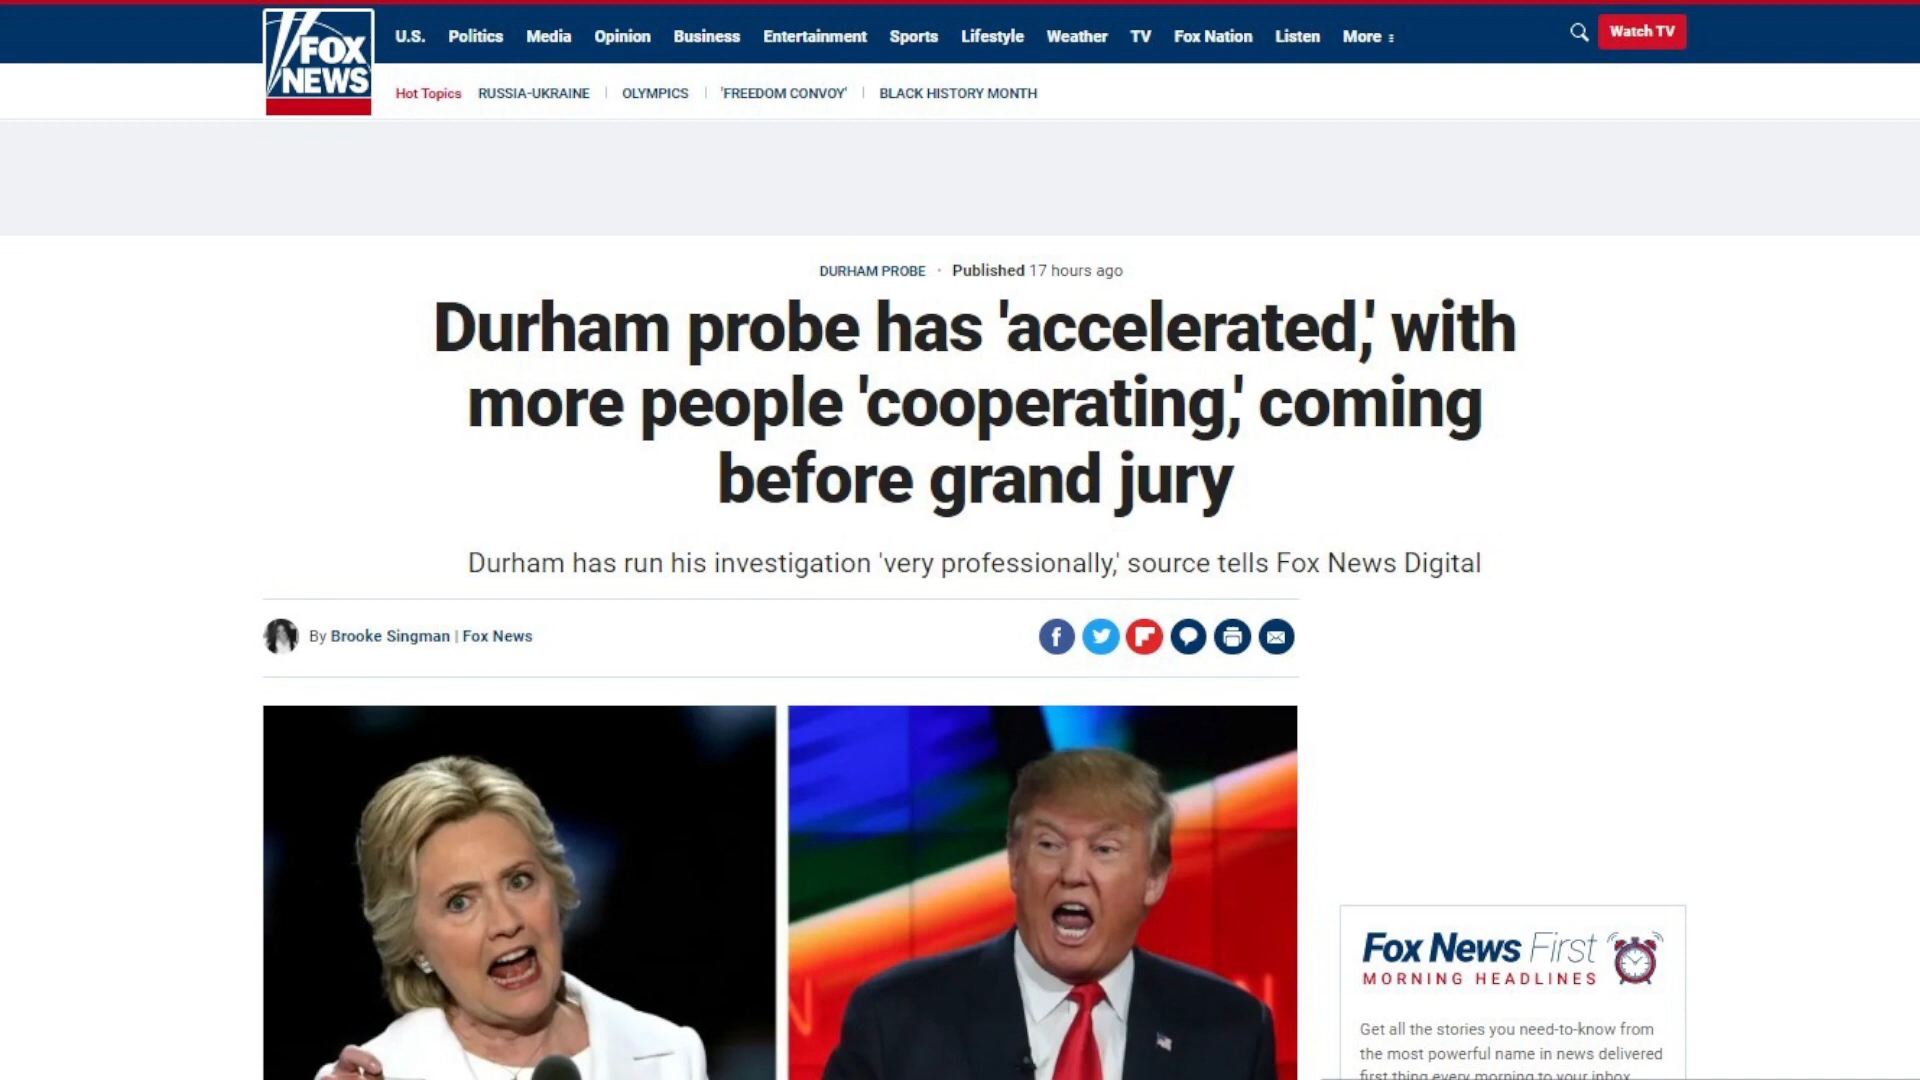 FOX
NEWS
U.S. Politics Media Opinion Business Entertainment Sports Lifestyle Weather TV Fox Nation Listen More
Watch TV
Hot Topics RUSSIA-UKRAINE OLYMPICS 'FREEDOM CONVOY' BLACK HISTORY MONTH
DURHAM PROBE · Published 17 hours ago
Durham probe has 'accelerated,' with
more people 'cooperating,' coming
before grand jury
Durham has run his investigation 'very professionally,' source tells Fox News Digital
By Brooke Singman | Fox News
Fox News First
MORNING HEADLINES
Get all the stories you need-to-know from
the most powerful name in news delivered
first thing every morning to your inbox